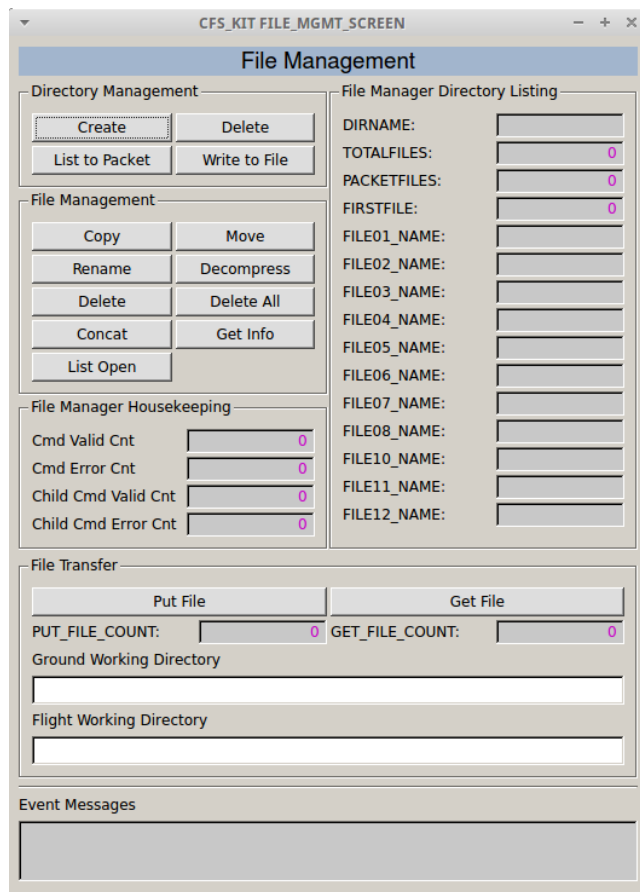 CFS_KIT FILE_MGMT_SCREEN
File Management
Directory Management
Create Delete
List to Packet Write to File
File Management
Copy Move
Rename Decompress
Delete Delete All
Concat Get Info
List Open
File Manager Housekeeping
Cmd Valid Cnt 0
Cmd Error Cnt 0
Child Cmd Valid Cnt 0
Child Cmd Error Cnt 0
File Manager Directory Listing
DIRNAME:
TOTALFILES: 0
PACKETFILES: 0
FIRSTFILE: 0
FILE01_NAME:
FILE02_NAME:
FILE03_NAME:
FILE04_NAME:
FILE05_NAME:
FILE06_NAME:
FILE07_NAME:
FILE08_NAME:
FILE10_NAME:
FILE11_NAME:
FILE12_NAME:
File Transfer
Put File Get File
PUT_FILE_COUNT: 0 GET_FILE_COUNT: 0
Ground Working Directory
Flight Working Directory
Event Messages